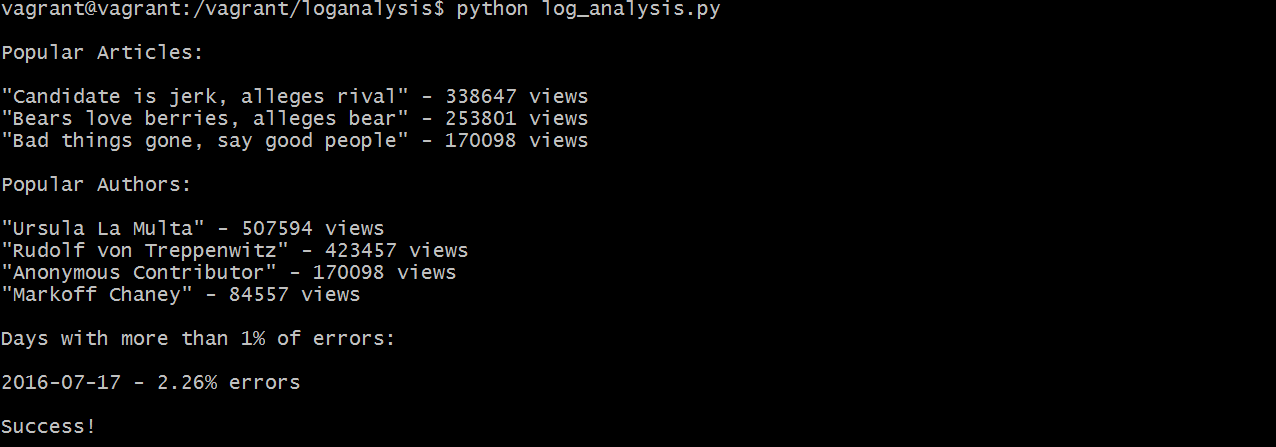 vagrant@vagrant:/vagrant/loganalysis$ python log_analysis.py
Popular Articles:
"Candidate is jerk, alleges rival" - 338647 views
"Bears love berries, alleges bear" - 253801 views
"Bad things gone, say good people" - 170098 views
Popular Authors:
"Ursula La Multa" - 507594 views
"Rudolf von Treppenwitz" - 423457 views
"Anonymous Contributor" - 170098 views
"Markoff Chaney" - 84557 views
Days with more than 1% of errors:
2016-07-17 - 2.26% errors
Success!